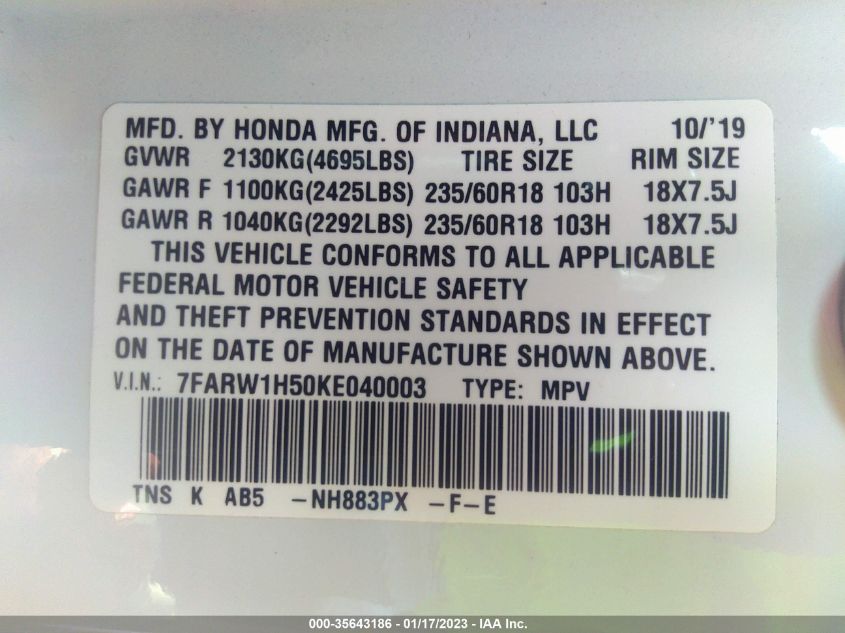 MFD. BY HONDA MFG. OF INDIANA, LLC 10/'19
GVWR 2130KG(4695LBS) TIRE SIZE RIM SIZE
GAWR F 1100KG(2425LBS) 235/60R18 103H 18X7.5J
GAWR R 1040KG(2292LBS) 235/60R18 103H 18X7.5J
THIS VEHICLE CONFORMS TO ALL APPLICABLE
FEDERAL MOTOR VEHICLE SAFETY
AND THEFT PREVENTION STANDARDS IN EFFECT
ON THE DATE OF MANUFACTURE SHOWN ABOVE.
V.I.N.: 7FARW1H50KE040003 TYPE: MPV
TNS K AB5 -NH883PX -F-E
000-35643186 - 01/17/2023 - IAA Inc.